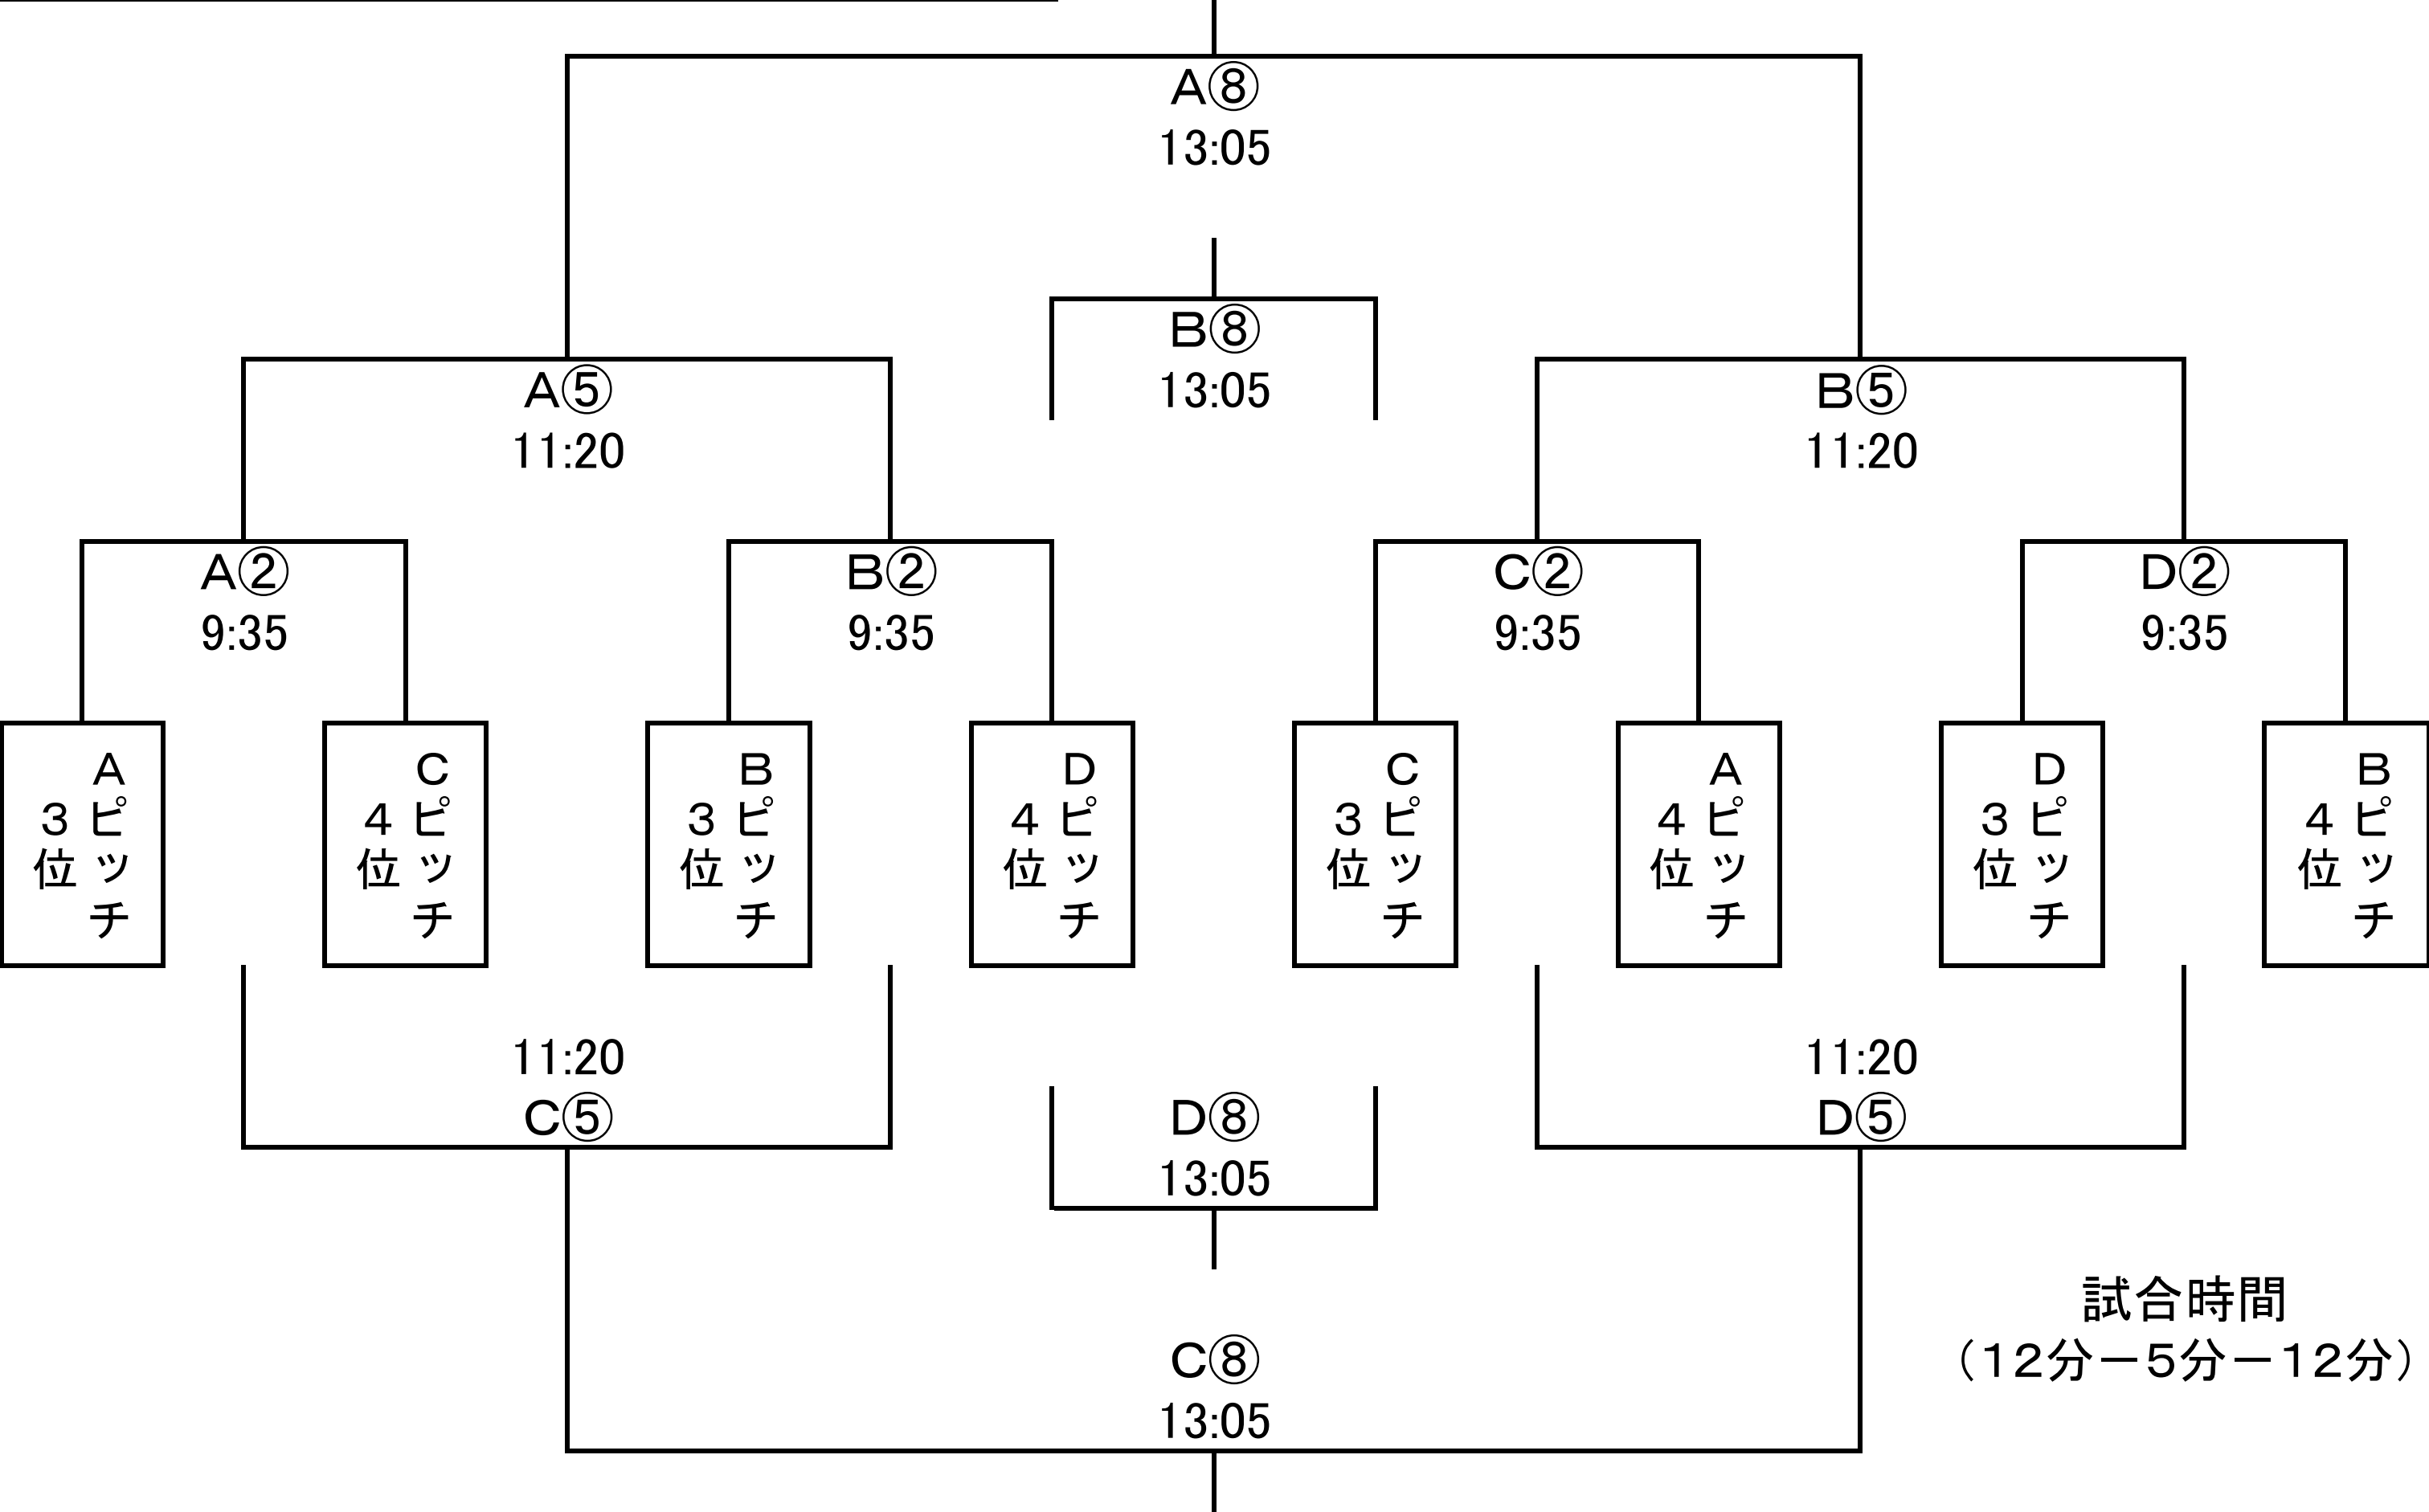 A⑧
13:05
B⑧
13:05
A⑤
11:20
B⑤
11:20
A②
9:35
B②
9:35
C②
9:35
D②
9:35
Aピッチ
3位
Cピッチ
4位
Bピッチ
3位
Dピッチ
4位
Cピッチ
3位
Aピッチ
4位
Dピッチ
3位
Bピッチ
4位
11:20
C⑤
11:20
D⑤
D⑧
13:05
C⑧
13:05
試合時間
（12分ー5分ー12分）